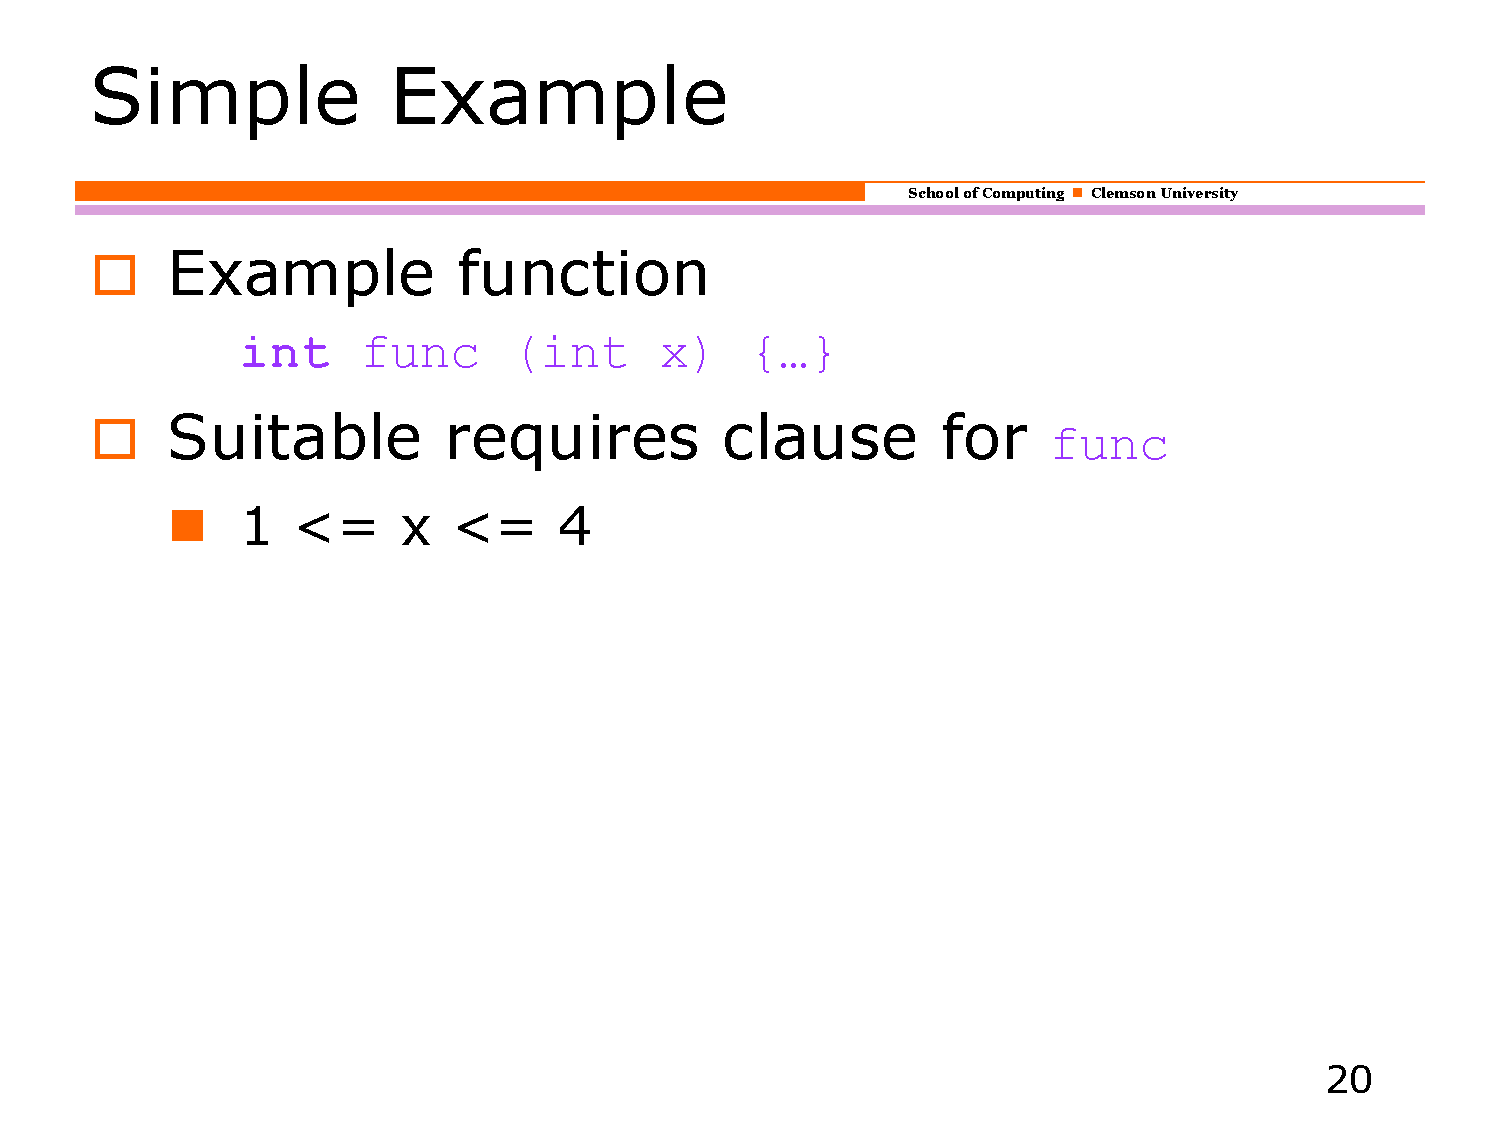 Simple Example
School of Computing ■ Clemson University
□ Example function
int func (int x) {…}
□ Suitable requires clause for func
■ 1 <= x <= 4
20